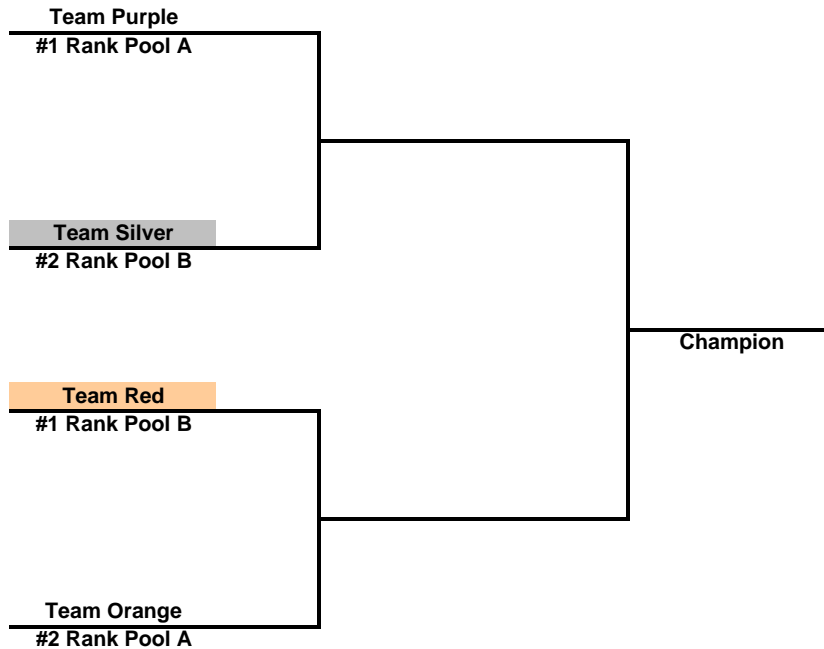 Team Purple
#1 Rank Pool A
Team Silver
#2 Rank Pool B
Champion
Team Red
#1 Rank Pool B
Team Orange
#2 Rank Pool A